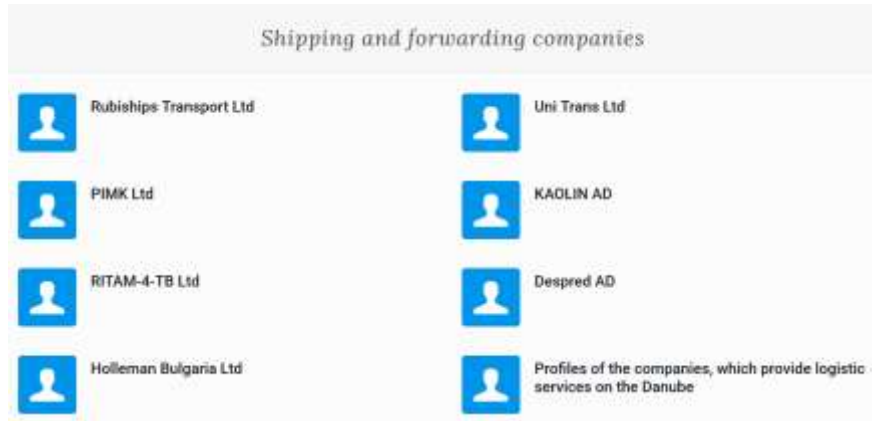 Shipping and forwarding companies
Rubiships Transport Ltd
Uni Trans Ltd
PIMK Ltd
KAOLIN AD
RITAM-4-TB Ltd
Despred AD
Holleman Bulgaria Ltd
Profiles of the companies, which provide logistic
services on the Danube